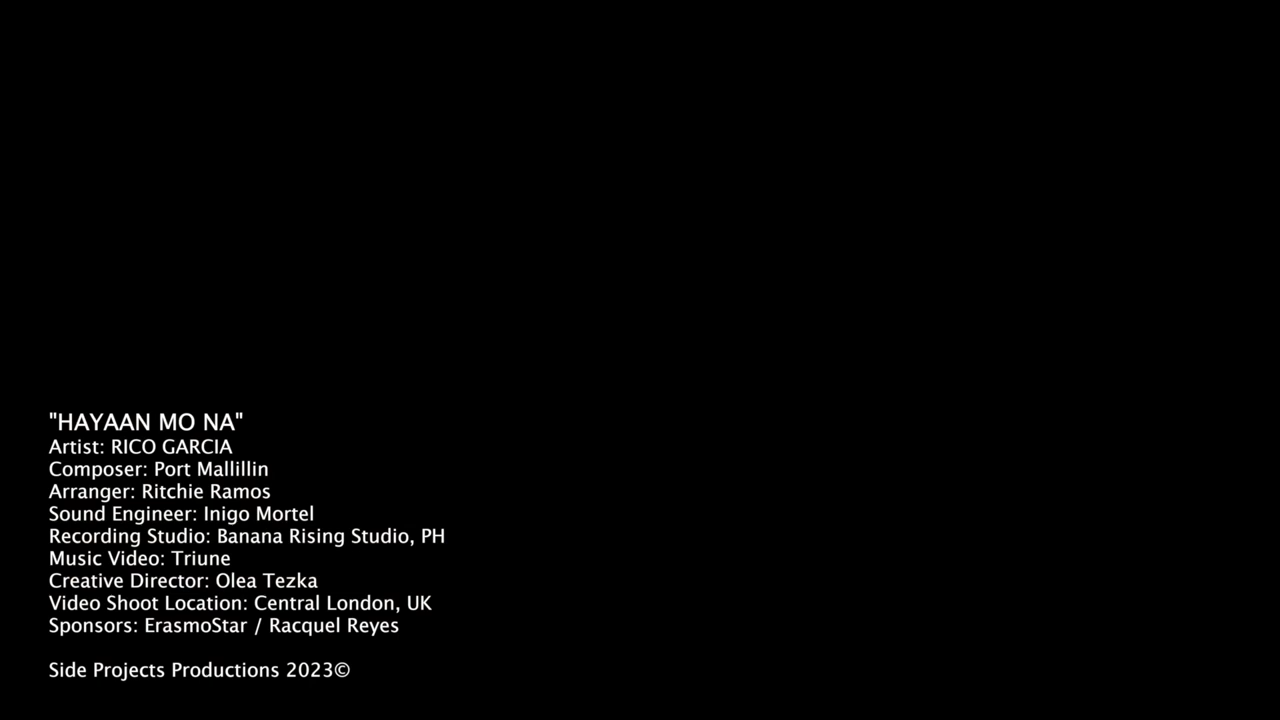 "HAYAAN MO NA"
Artist: RICO GARCIA
Composer: Port Mallillin
Arranger: Ritchie Ramos
Sound Engineer: Inigo Mortel
Recording Studio: Banana Rising Studio, PH
Music Video: Triune
Creative Director: Olea Tezka
Video Shoot Location: Central London, UK
Sponsors: ErasmoStar / Racquel Reyes
Side Projects Productions 2023©